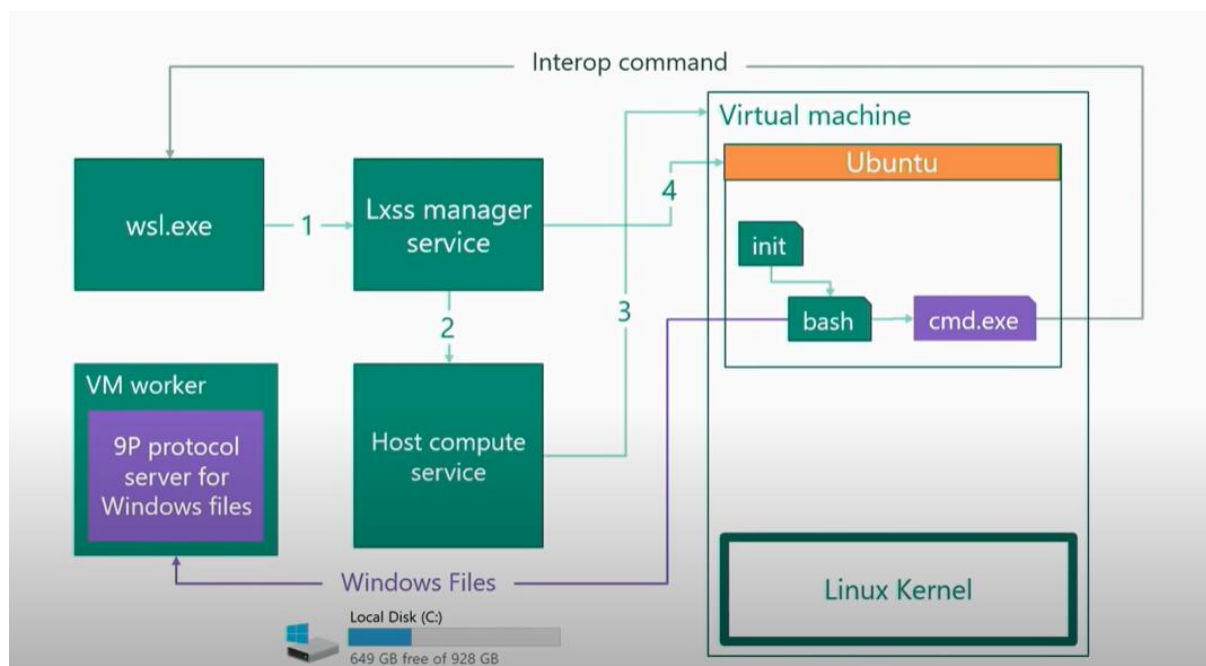 Interop command
Virtual machine
Ubuntu
wsl.exe
1
Lxss manager
service
4
init
2
3
bash
cmd.exe
VM worker
9P protocol
server for
Windows files
Host compute
service
Windows Files
Linux Kernel
Local Disk (C:)
649 GB free of 928 GB